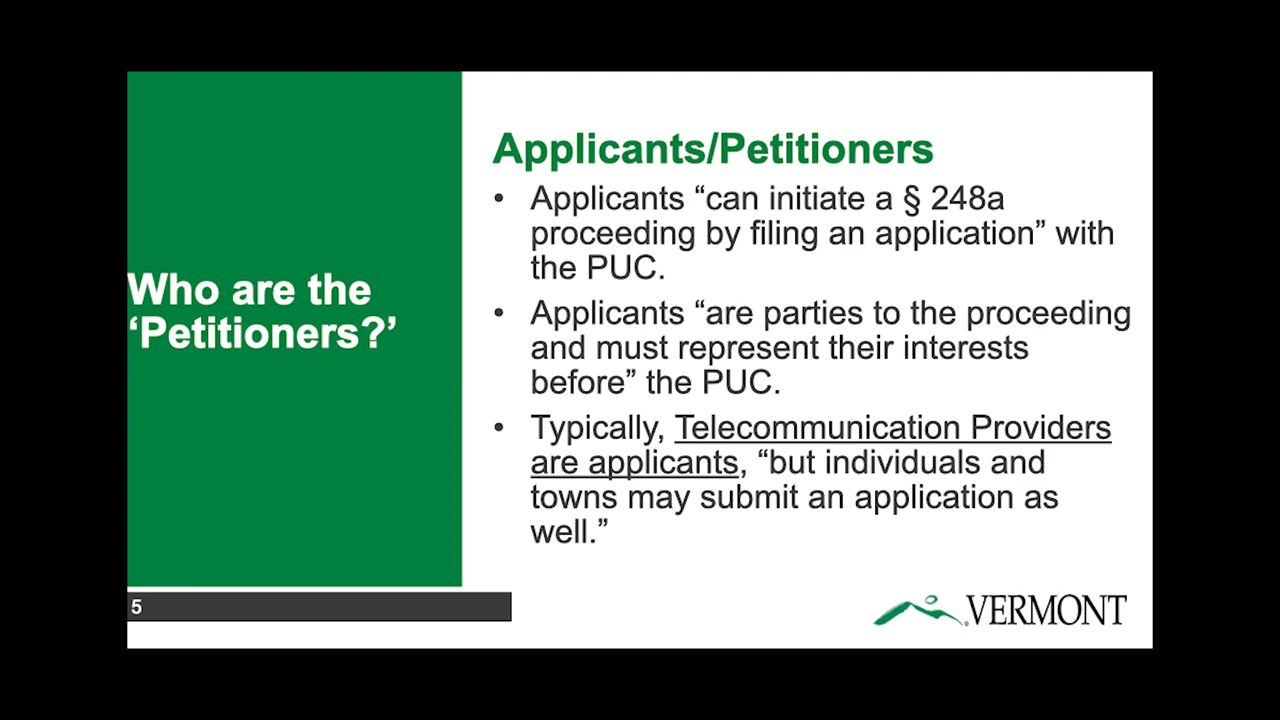 Who are the
‘Petitioners?’
Applicants/Petitioners
• Applicants “can initiate a § 248a
proceeding by filing an application” with
the PUC.
• Applicants “are parties to the proceeding
and must represent their interests
before” the PUC.
• Typically, Telecommunication Providers
are applicants, “but individuals and
towns may submit an application as
well.”
5
VERMONT